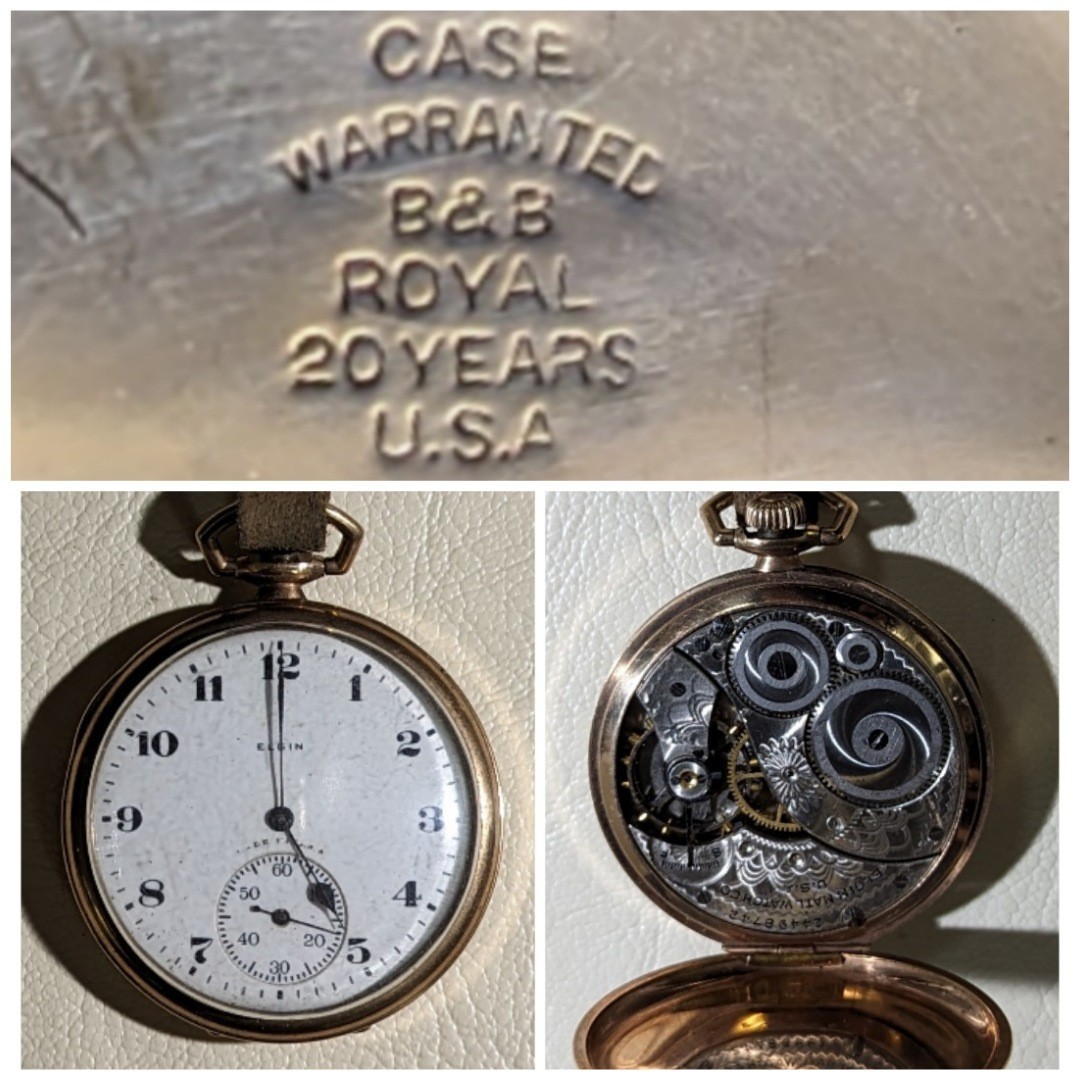 CASE
WARRANTED
B&B
ROYAL
20 YEARS
U.S.A
12
11 1
10 2
ELGIN
9 3
8 4
7 5
60
50
40 20
30
ELGIN NATL WATCH CO.
U.S.A.